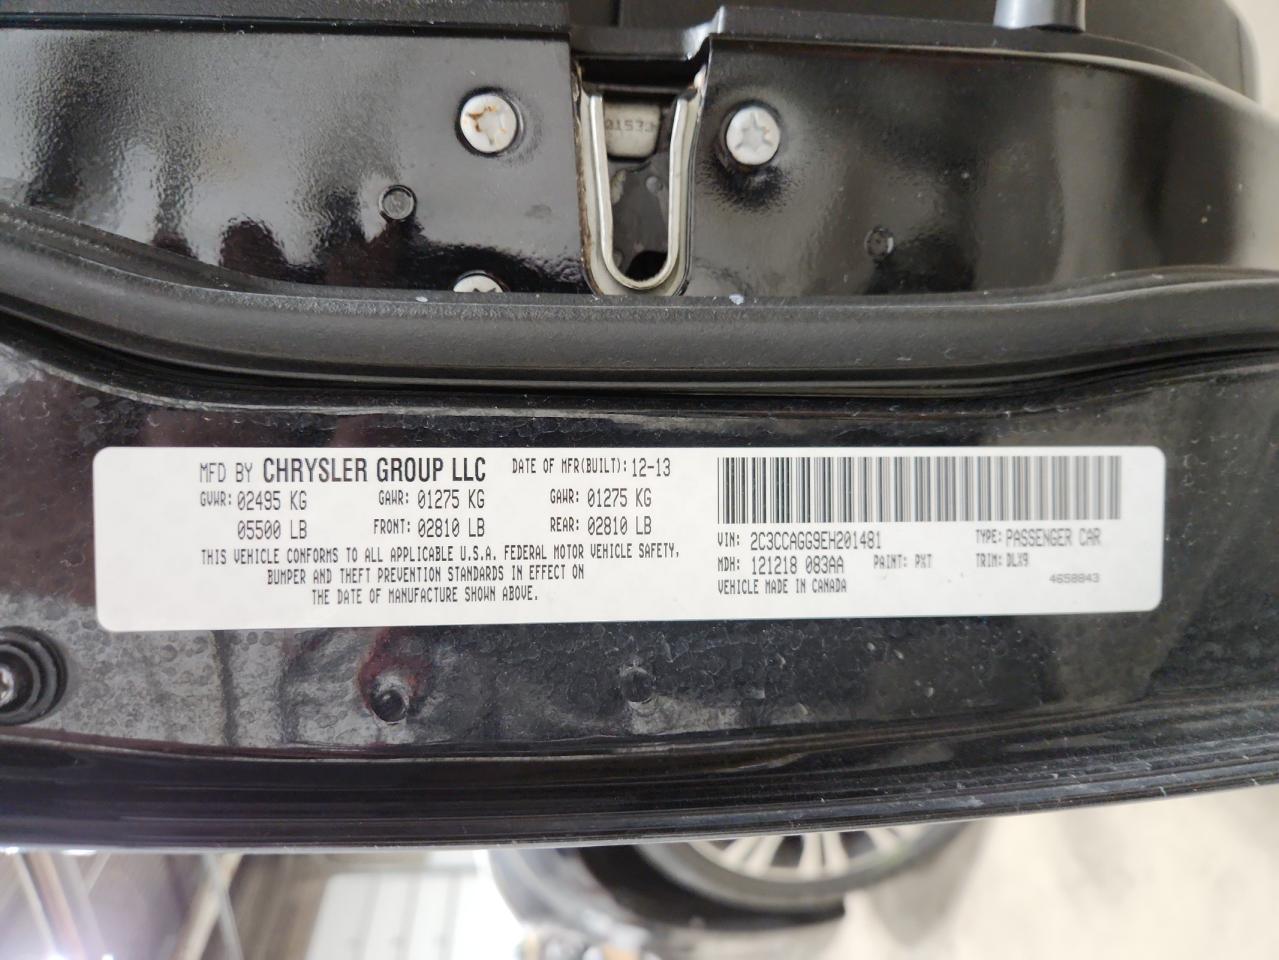 01533
MFD BY CHRYSLER GROUP LLC DATE OF MFR(BUILT): 12-13
GVWR: 02495 KG GAWR: 01275 KG GAWR: 01275 KG
05500 LB FRONT: 02810 LB REAR: 02810 LB
THIS VEHICLE CONFORMS TO ALL APPLICABLE U.S.A. FEDERAL MOTOR VEHICLE SAFETY,
BUMPER AND THEFT PREVENTION STANDARDS IN EFFECT ON
THE DATE OF MANUFACTURE SHOWN ABOVE.
VIN: 2C3CCAGG9EH201481 TYPE: PASSENGER CAR
MDH: 121218 083AA PAINT: PXT TRIM: DLX9
VEHICLE MADE IN CANADA 4658843